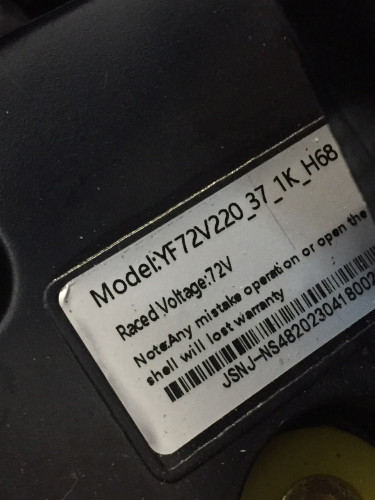 Model:YF72V220_37_1K_H68
Raced Voltage:72V
Note:Any mistake operation or open the
shell will lost warranty
JSNJ-NS4820230418002